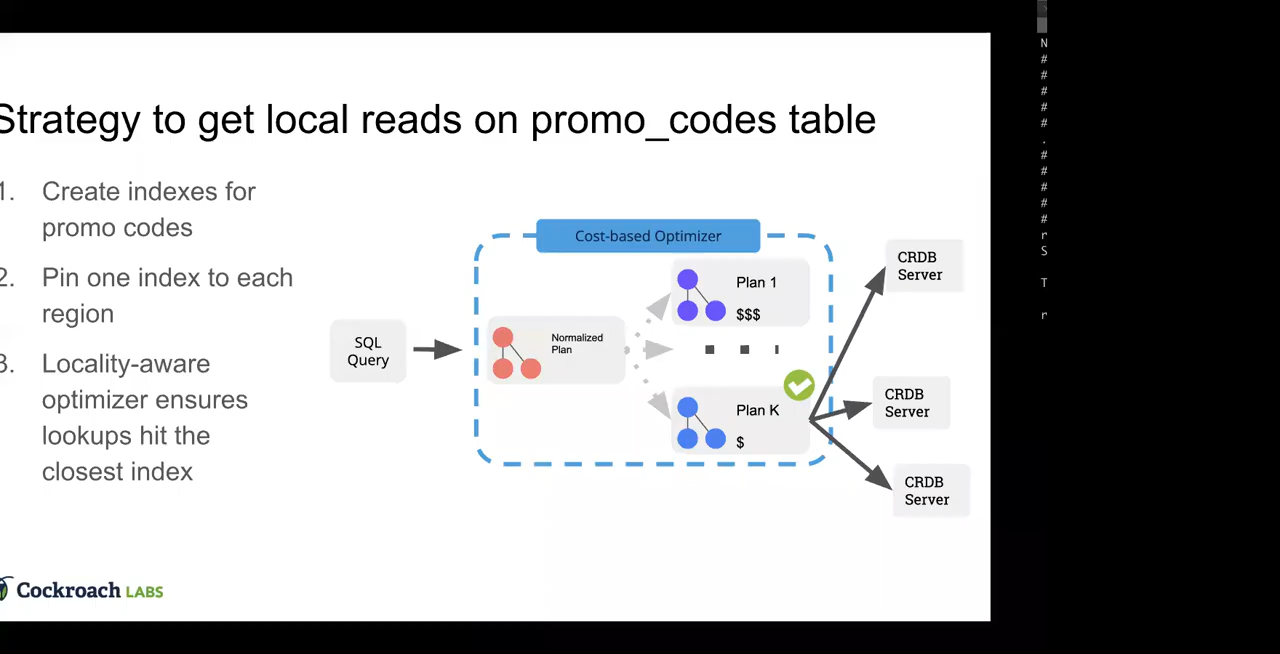 Strategy to get local reads on promo_codes table
1. Create indexes for
promo codes
2. Pin one index to each
region
3. Locality-aware
optimizer ensures
lookups hit the
closest index
SQL
Query
Cost-based Optimizer
Normalized
Plan
Plan 1
$$$
Plan K
$
CRDB
Server
CRDB
Server
CRDB
Server
Cockroach LABS
N
#
#
#
#
#
.
#
#
#
#
#
r
S
T
r